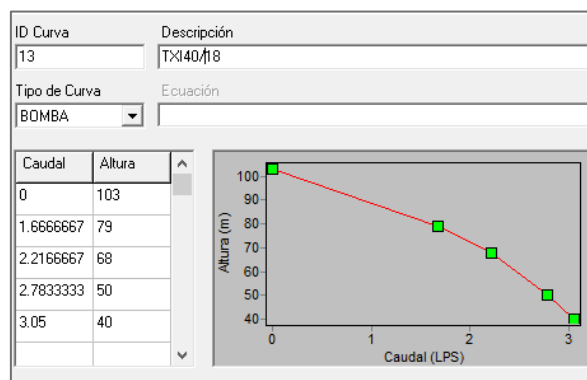 ID Curva Descripción
13 TXI40/18
Tipo de Curva Ecuación
BOMBA
Caudal Altura
0 103
1.6666667 79
2.2166667 68
2.7833333 50
3.05 40
Altura (m)
100
90
80
70
60
50
40
0 1 2 3
Caudal (LPS)